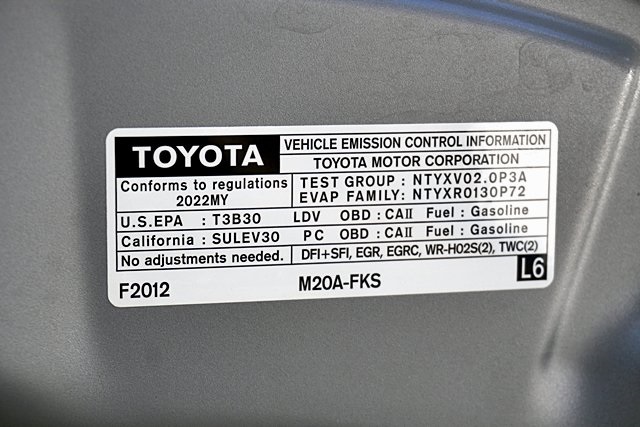 TOYOTA
VEHICLE EMISSION CONTROL INFORMATION
TOYOTA MOTOR CORPORATION
Conforms to regulations
2022MY
TEST GROUP : NTYXV02.0P3A
EVAP FAMILY: NTYXR0130P72
U.S.EPA : T3B30 LDV OBD : CAII Fuel : Gasoline
California : SULEV30 PC OBD : CAII Fuel : Gasoline
No adjustments needed. DFI+SFI, EGR, EGRC, WR-HO2S(2), TWC(2)
F2012 M20A-FKS L6